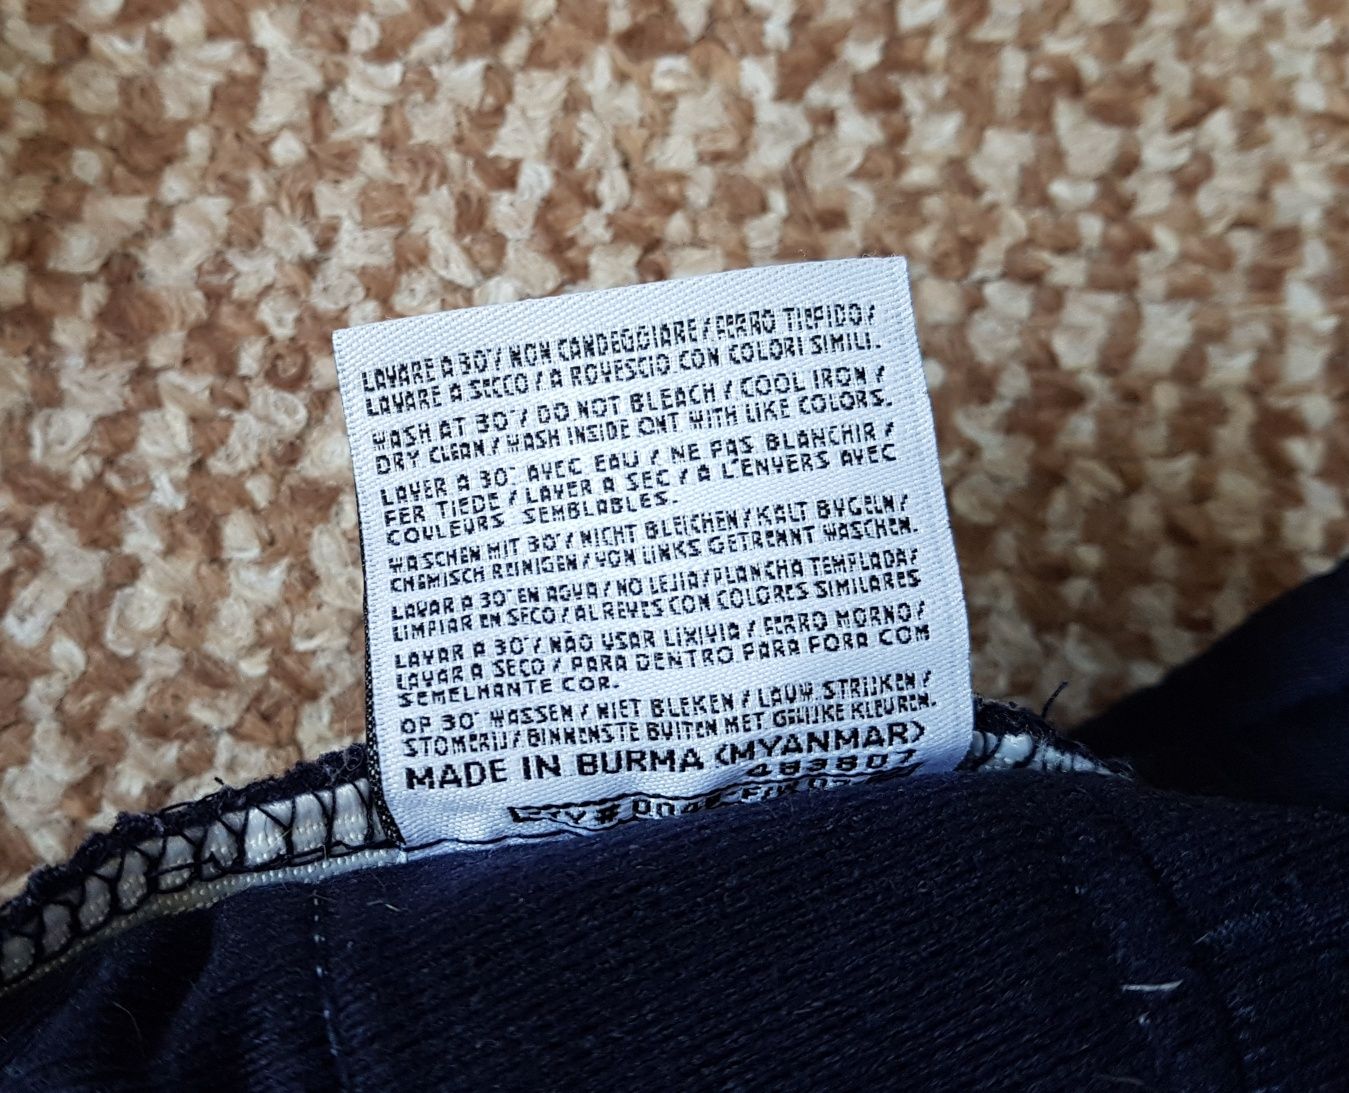 LAVARE A 30°/ NON CANDEGGIARE / FERRO TIEPIDO /
LAVARE A SECCO / A ROVESCIO CON COLORI SIMILI.
WASH AT 30°/ DO NOT BLEACH / COOL IRON /
DRY CLEAN / WASH INSIDE ONT WITH LIKE COLORS.
LAVER A 30° AVEC EAU / NE PAS BLANCHIR /
FER TIEDE / LAVER A SEC / A L'ENVERS AVEC
COULEURS SEMBLABLES.
WASCHEN MIT 30°/ NICHT BLEICHEN / KALT BYGELN /
CHEMISCH REINIGEN / VON LINKS GETRENNT WASCHEN.
LAVAR A 30° EN AGUA / NO LEJIA / PLANCHA TEMPLADA/
LIMPIAR EN SECO / AL REVES CON COLORES SIMILARES
LAVAR A 30°/ NÃO USAR LIXIVIA / FERRO MORNO /
LAVAR A SECO / PARA DENTRO PARA FORA COM
SEMELHANTE COR.
OP 30° WASSEN / NIET BLEKEN / LAUW STRIJKEN /
STOMERIJ / BINNENSTE BUITEN MET GELIJKE KLEUREN.
MADE IN BURMA (MYANMAR)
483807